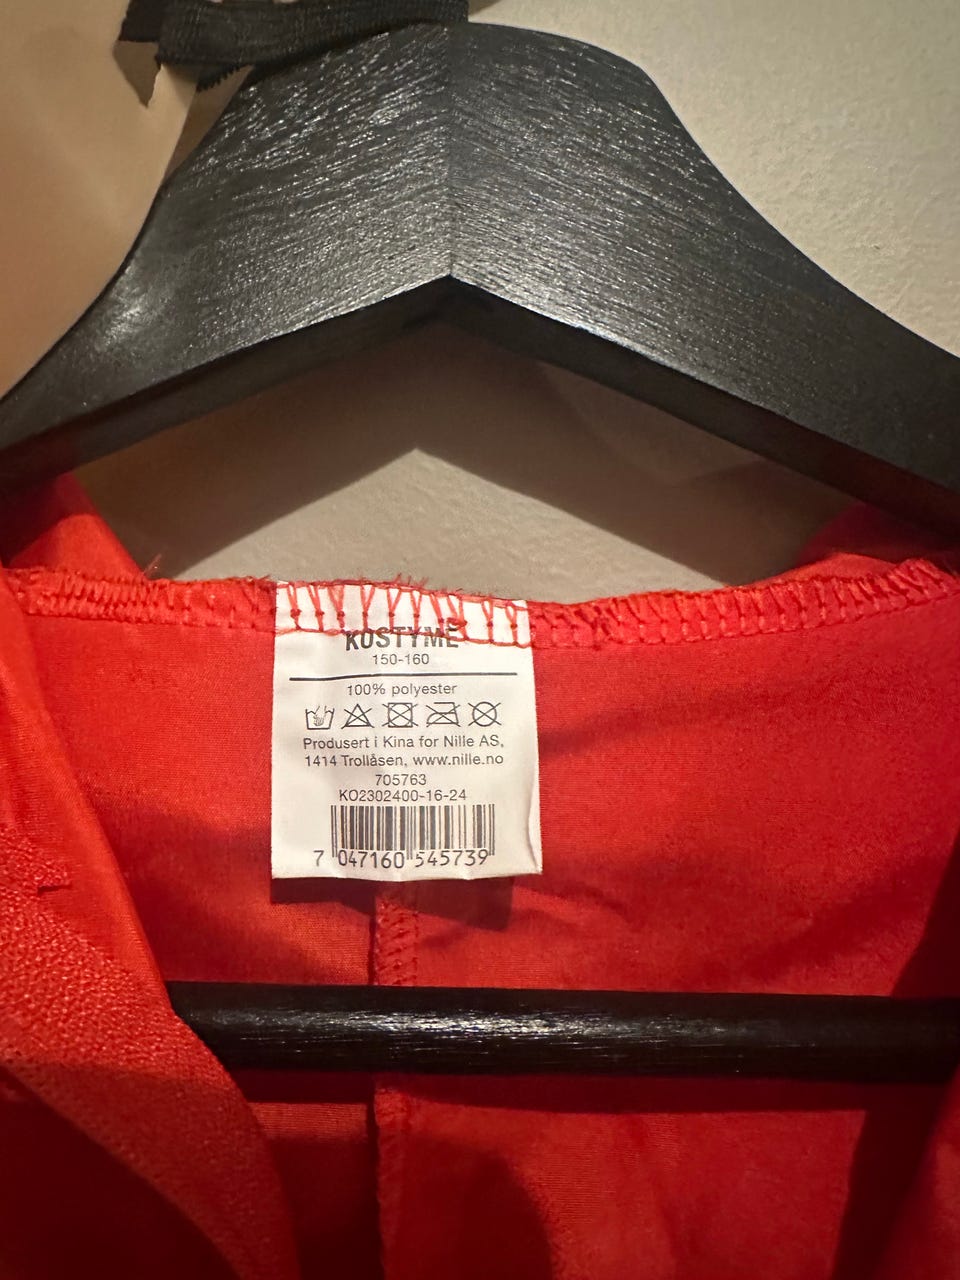 KOSTYME
150-160
100% polyester
Produsert i Kina for Nille AS,
1414 Trollåsen, www.nille.no
705763
KO2302400-16-24
7 047160 545739